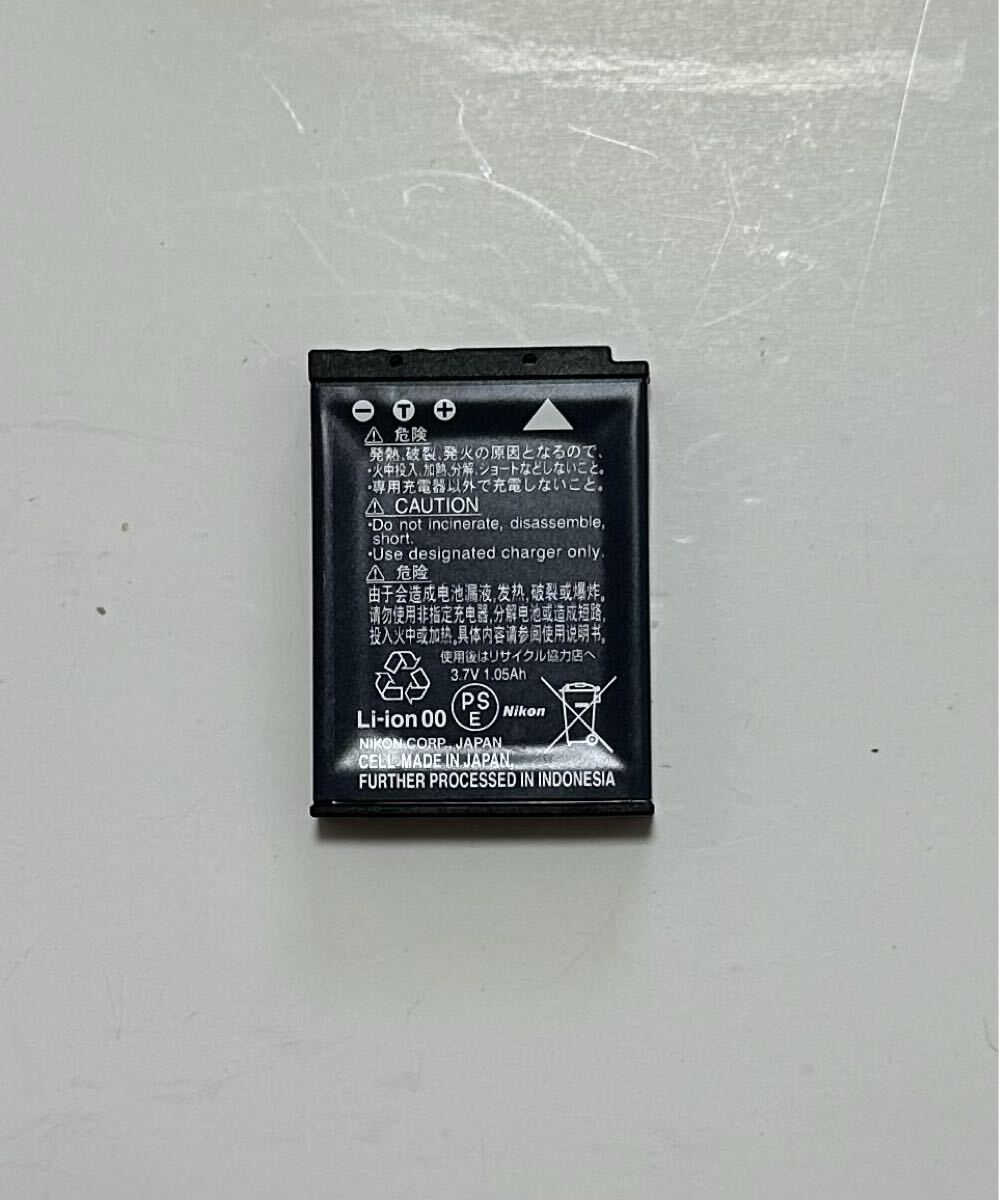 − T +
危険
発熱、破裂、発火の原因となるので、
・火中投入、加熱、分解、ショートなどしないこと。
・専用充電器以外で充電しないこと。
CAUTION
・Do not incinerate, disassemble,
short.
・Use designated charger only.
危险
由于会造成电池漏液,发热,破裂或爆炸。
请勿使用非指定充电器,分解电池或造成短路,
投入火中或加热。具体内容请参阅使用说明书。
使用後はリサイクル協力店へ
3.7V 1.05Ah
Li-ion 00
PS
E
Nikon
NIKON CORP., JAPAN
CELL-MADE IN JAPAN,
FURTHER PROCESSED IN INDONESIA